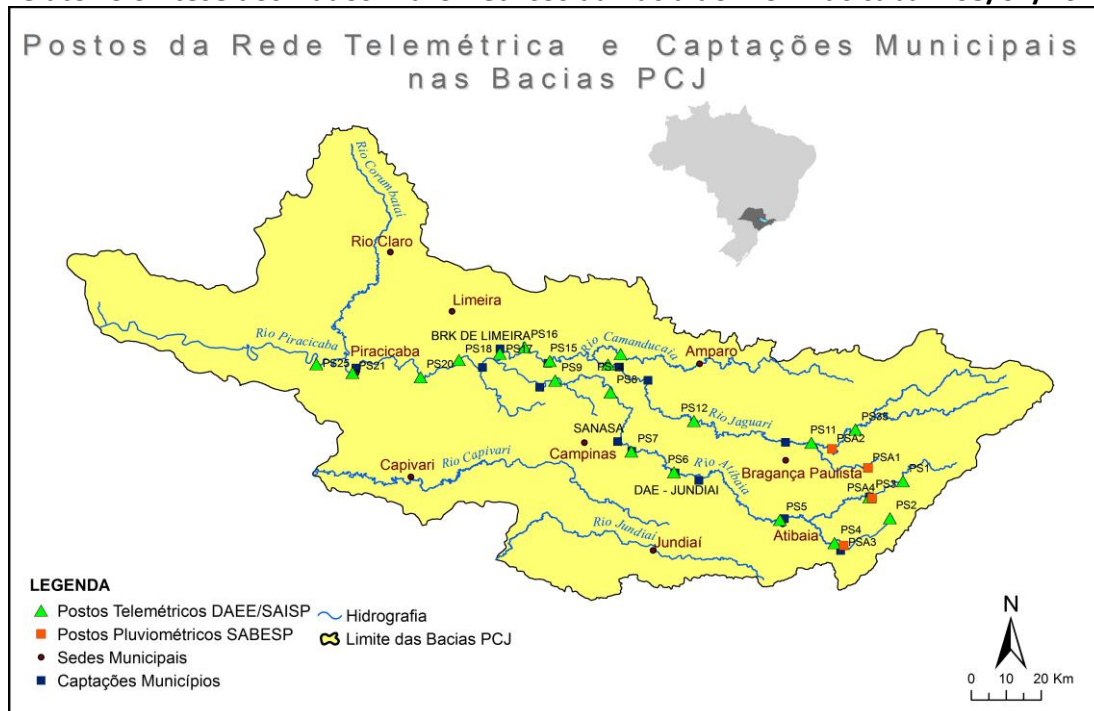 Postos da Rede Telemétrica e Captações Municipais
nas Bacias PCJ
Rio Corumbataí
Rio Claro
Limeira
BRK DE LIMEIRA
PS16
Rio Piracicaba
Piracicaba
PS18
PS17
PS15
Rio Camanducaia
Amparo
PS25
PS21
PS20
PS9
PS8
PS12
Rio Jaguari
PS35
PS11
PSA2
SANASA
PS7
Campinas
PSA1
Rio Capivari
Capivari
PS6
Rio Atibaia
Bragança Paulista
PS1
DAE - JUNDIAI
PSA4
PS3
PS5
PS2
Atibaia
PS4
PSA3
Rio Jundiaí
Jundiaí
LEGENDA
Postos Telemétricos DAEE/SAISP
Hidrografia
Postos Pluviométricos SABESP
Limite das Bacias PCJ
Sedes Municipais
Captações Municípios
N
0 10 20 Km